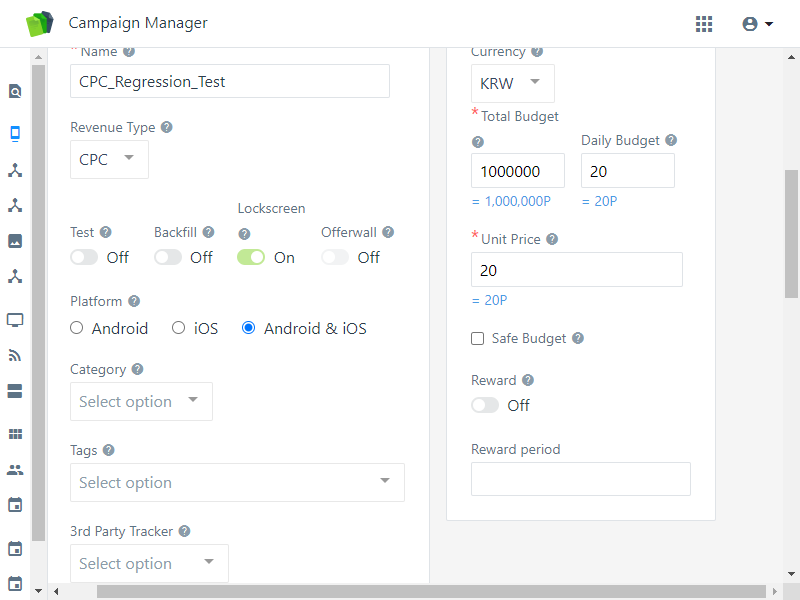 Campaign Manager
* Name
CPC_Regression_Test
Revenue Type
CPC
Test
Off
Backfill
Off
Lockscreen
On
Offerwall
Off
Platform
Android
iOS
Android & iOS
Category
Select option
Tags
Select option
3rd Party Tracker
Select option
Currency
KRW
* Total Budget
1000000
= 1,000,000P
Daily Budget
20
= 20P
* Unit Price
20
= 20P
Safe Budget
Reward
Off
Reward period